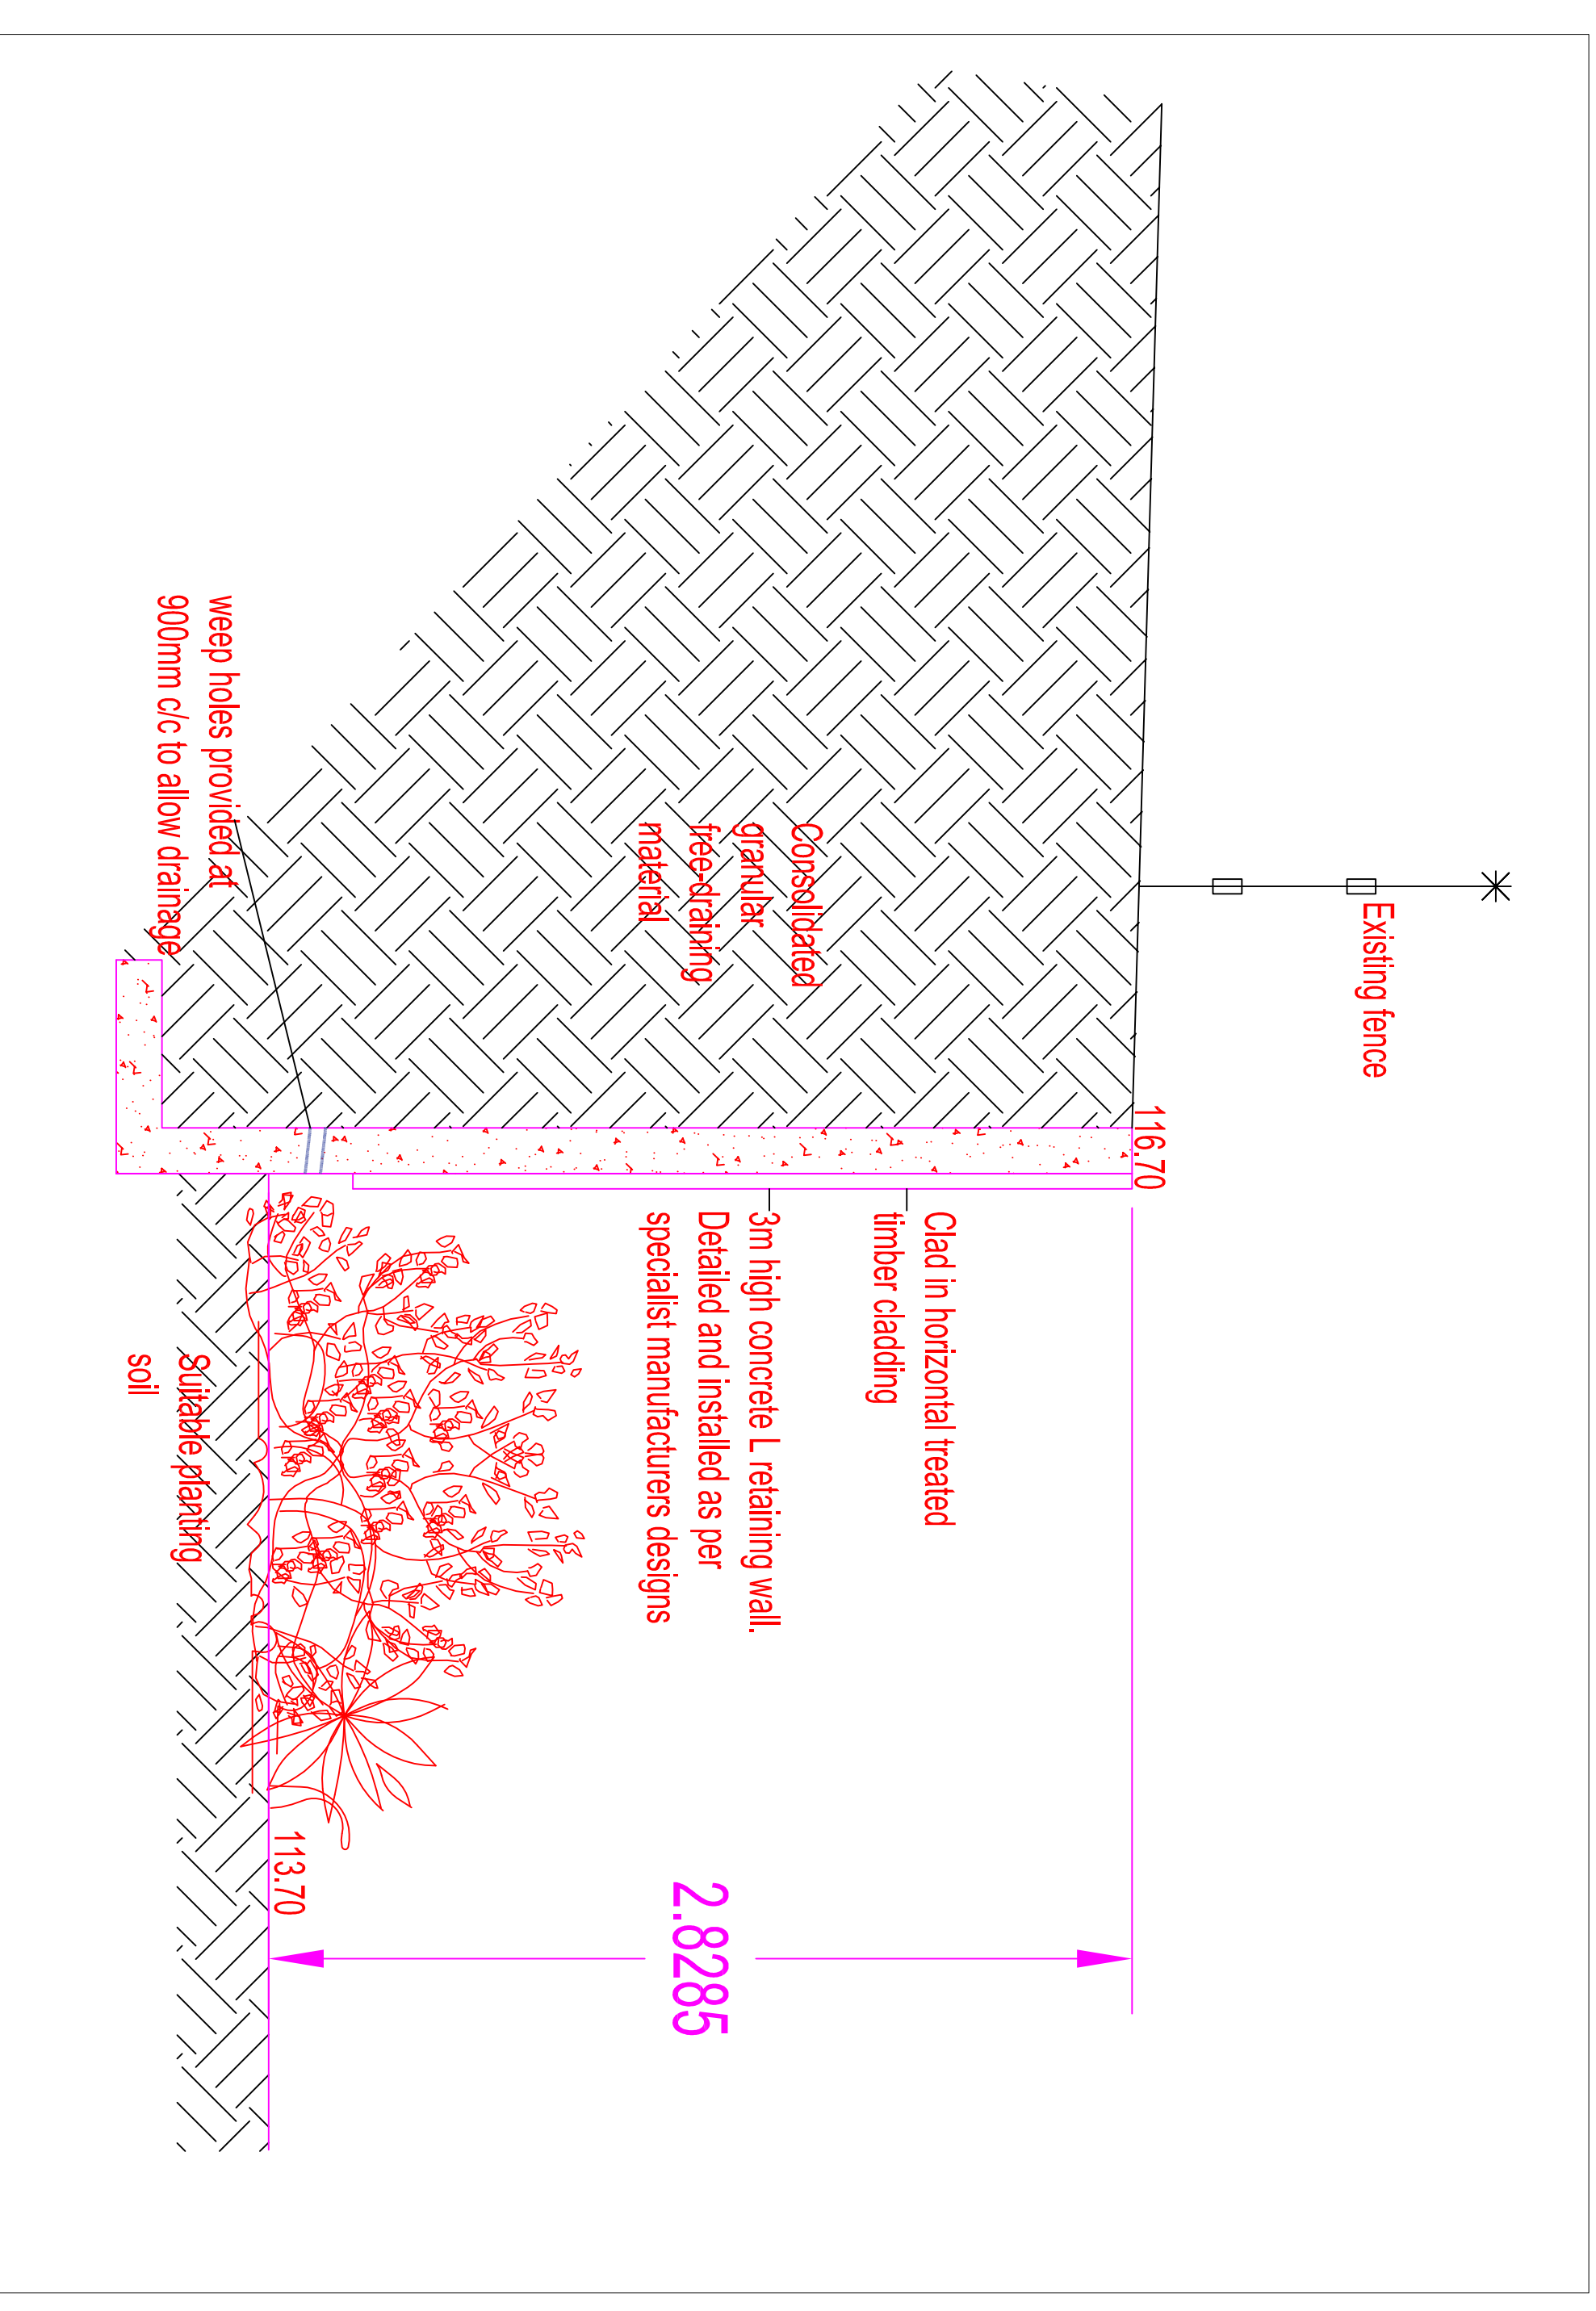 Existing fence
116.70
Clad in horizontal treated
timber cladding
Consolidated
granular
free-draining
material
3m high concrete L retaining wall.
Detailed and installed as per
specialist manufacturers designs
2.8285
113.70
weep holes provided at
900mm c/c to allow drainage
Suitable planting
soil